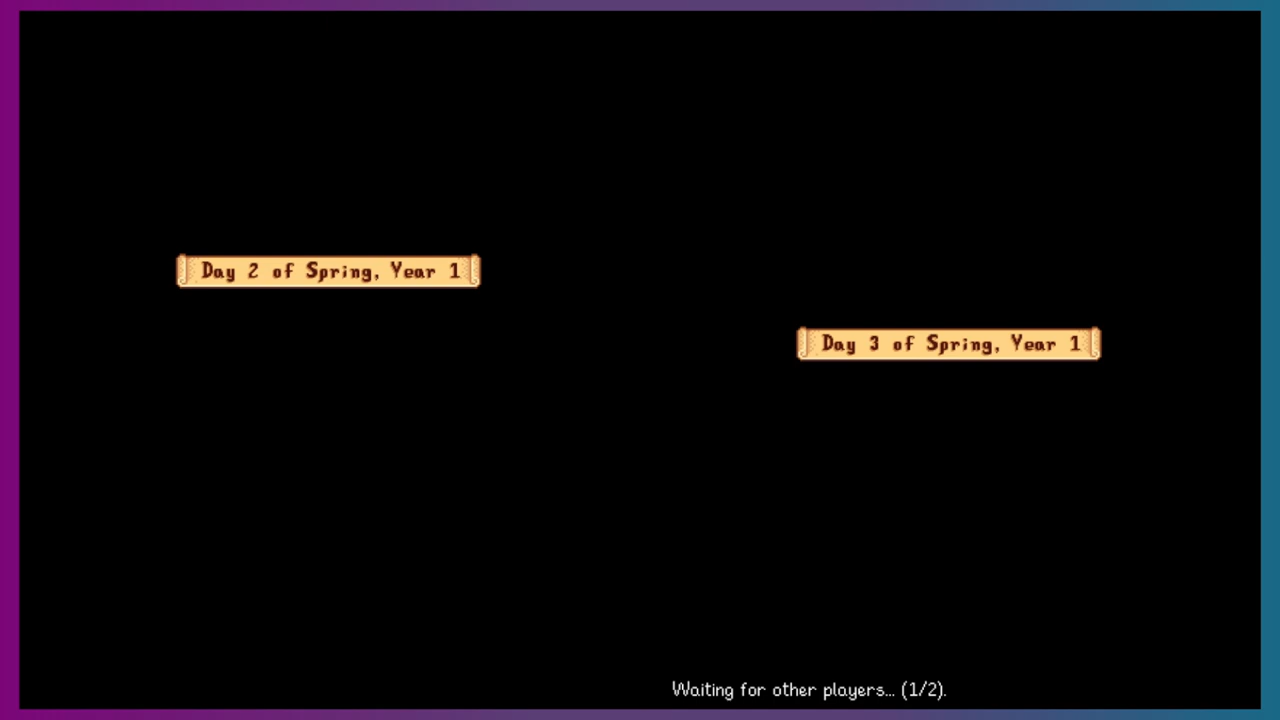 Day 2 of Spring, Year 1
Day 3 of Spring, Year 1
Waiting for other players... (1/2).